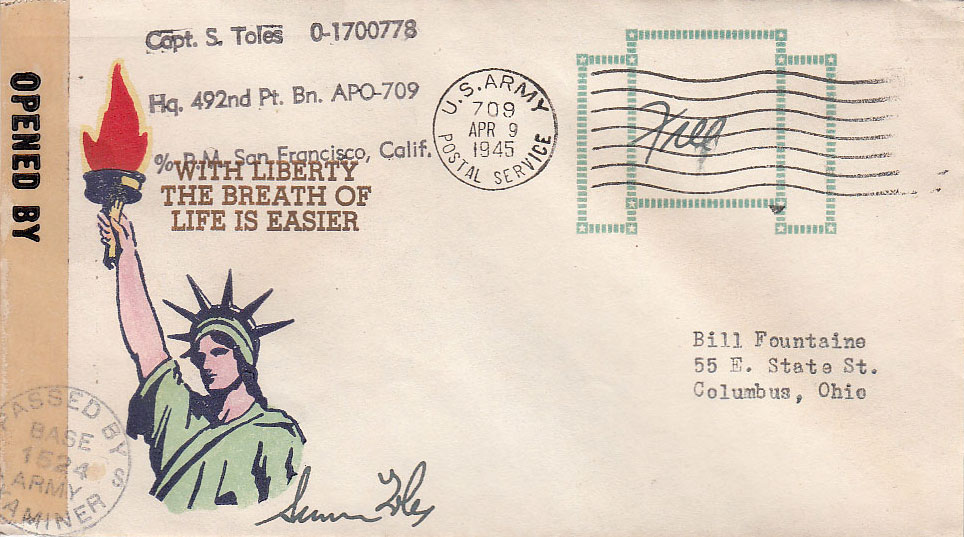 Capt. S. Toles 0-1700778
Hq. 492nd Pt. Bn. APO-709
℅ P.M. San Francisco, Calif.
U.S. ARMY
709
APR 9
1945
POSTAL SERVICE
Free
OPENED BY
WITH LIBERTY
THE BREATH OF
LIFE IS EASIER
Bill Fountaine
55 E. State St.
Columbus, Ohio
PASSED BY
BASE
1524
ARMY
Toles